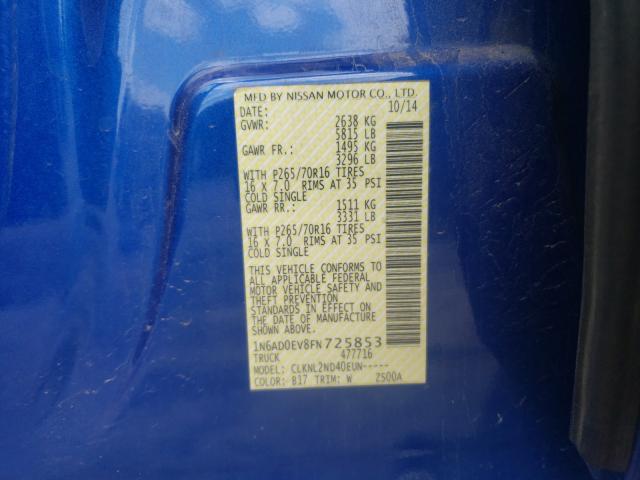 MFD BY NISSAN MOTOR CO., LTD.
DATE: 10/14
GVWR: 2638 KG
5815 LB
GAWR FR.: 1495 KG
3296 LB
WITH P265/70R16 TIRES
16 X 7.0 RIMS AT 35 PSI
COLD SINGLE
GAWR RR.: 1511 KG
3331 LB
WITH P265/70R16 TIRES
16 X 7.0 RIMS AT 35 PSI
COLD SINGLE
THIS VEHICLE CONFORMS TO
ALL APPLICABLE FEDERAL
MOTOR VEHICLE SAFETY AND
THEFT PREVENTION
STANDARDS IN EFFECT ON
THE DATE OF MANUFACTURE
SHOWN ABOVE.
1N6AD0EV8FN725853
TRUCK 477716
MODEL: CLKNL2ND40EUN-----
COLOR: B17 TRIM: W 2500A